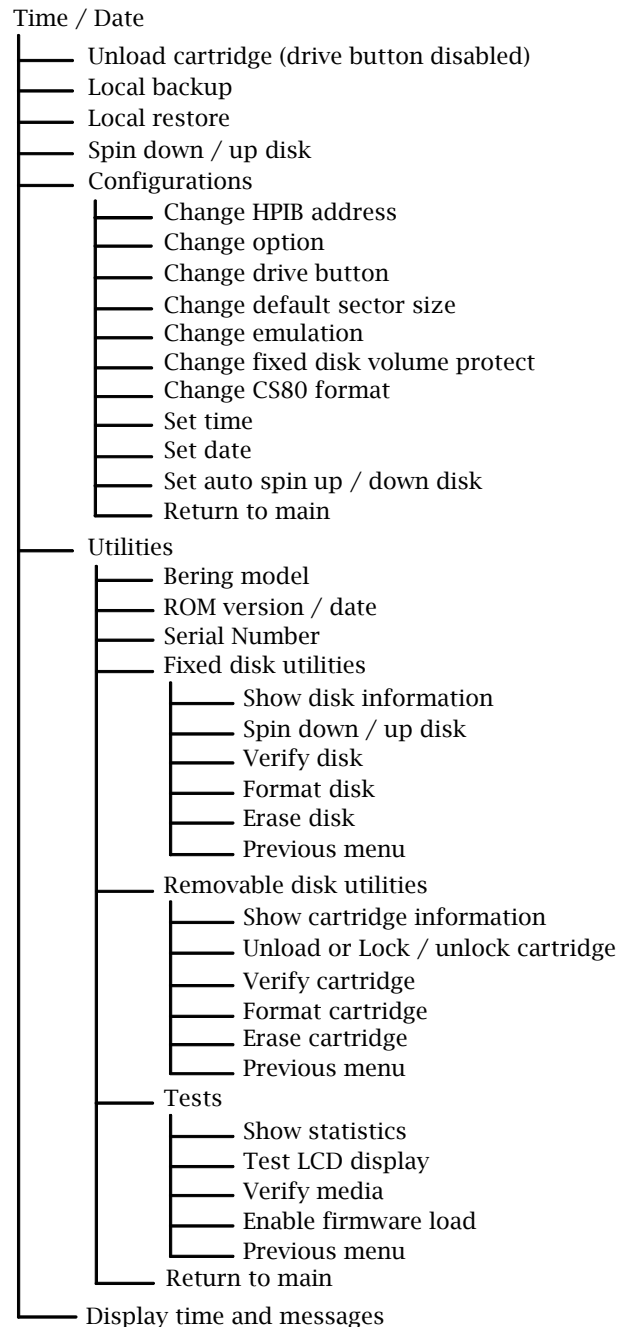 Time / Date
Unload cartridge (drive button disabled)
Local backup
Local restore
Spin down / up disk
Configurations
Change HPIB address
Change option
Change drive button
Change default sector size
Change emulation
Change fixed disk volume protect
Change CS80 format
Set time
Set date
Set auto spin up / down disk
Return to main
Utilities
Bering model
ROM version / date
Serial Number
Fixed disk utilities
Show disk information
Spin down / up disk
Verify disk
Format disk
Erase disk
Previous menu
Removable disk utilities
Show cartridge information
Unload or Lock / unlock cartridge
Verify cartridge
Format cartridge
Erase cartridge
Previous menu
Tests
Show statistics
Test LCD display
Verify media
Enable firmware load
Previous menu
Return to main
Display time and messages